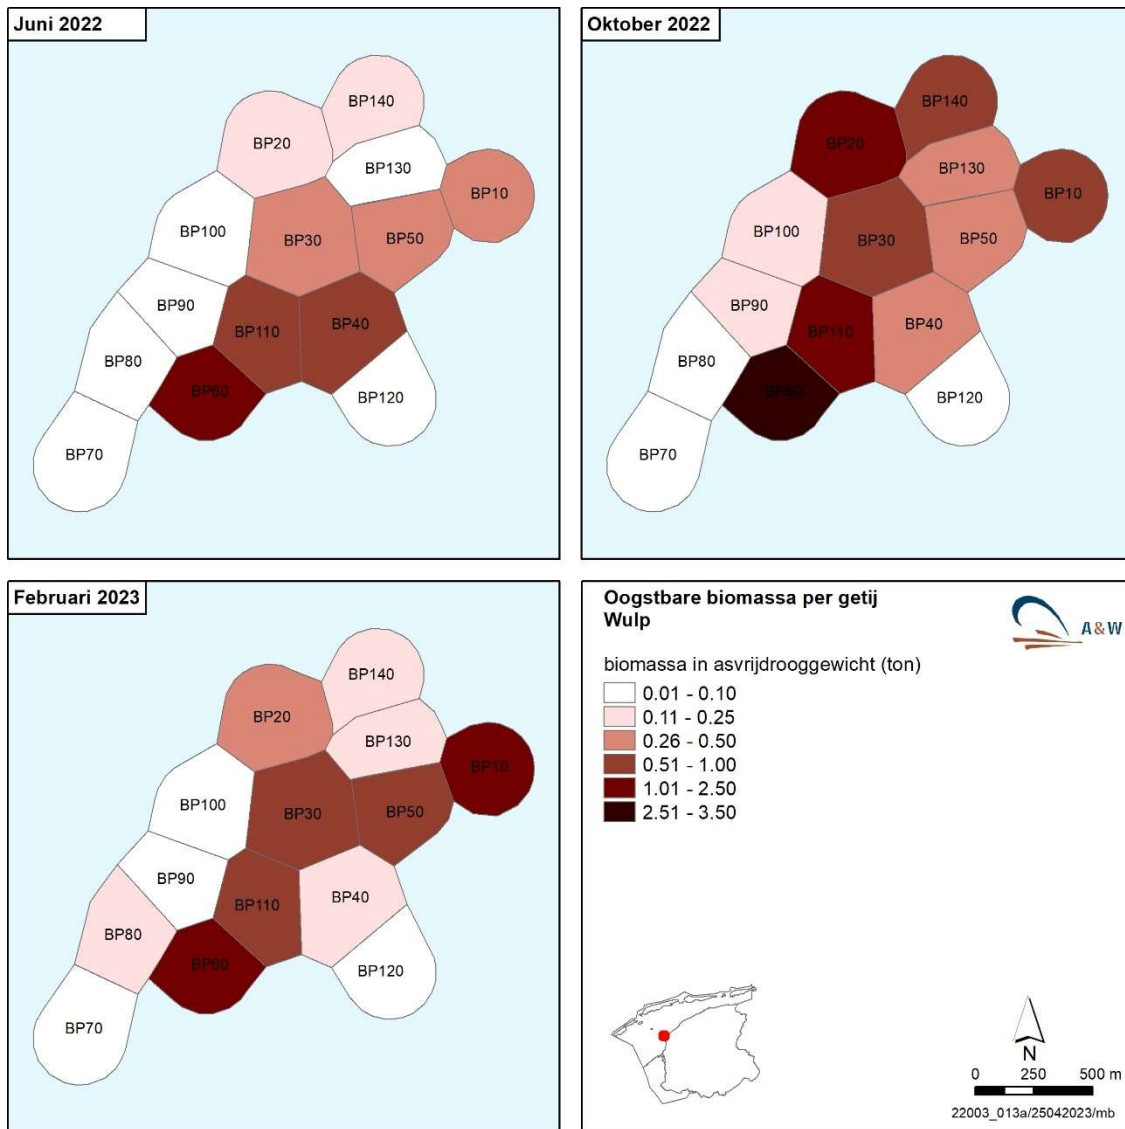 Juni 2022
BP140
BP20
BP130
BP10
BP100
BP30
BP50
BP90
BP110
BP40
BP80
BP60
BP120
BP70
Oktober 2022
BP140
BP20
BP130
BP10
BP100
BP30
BP50
BP90
BP110
BP40
BP80
BP60
BP120
BP70
Februari 2023
BP140
BP20
BP130
BP10
BP100
BP30
BP50
BP90
BP110
BP40
BP80
BP60
BP120
BP70
Oogstbare biomassa per getij
Wulp
A&W
biomassa in asvrijdrooggewicht (ton)
0.01 - 0.10
0.11 - 0.25
0.26 - 0.50
0.51 - 1.00
1.01 - 2.50
2.51 - 3.50
N
0 250 500 m
22003_013a/25042023/mb